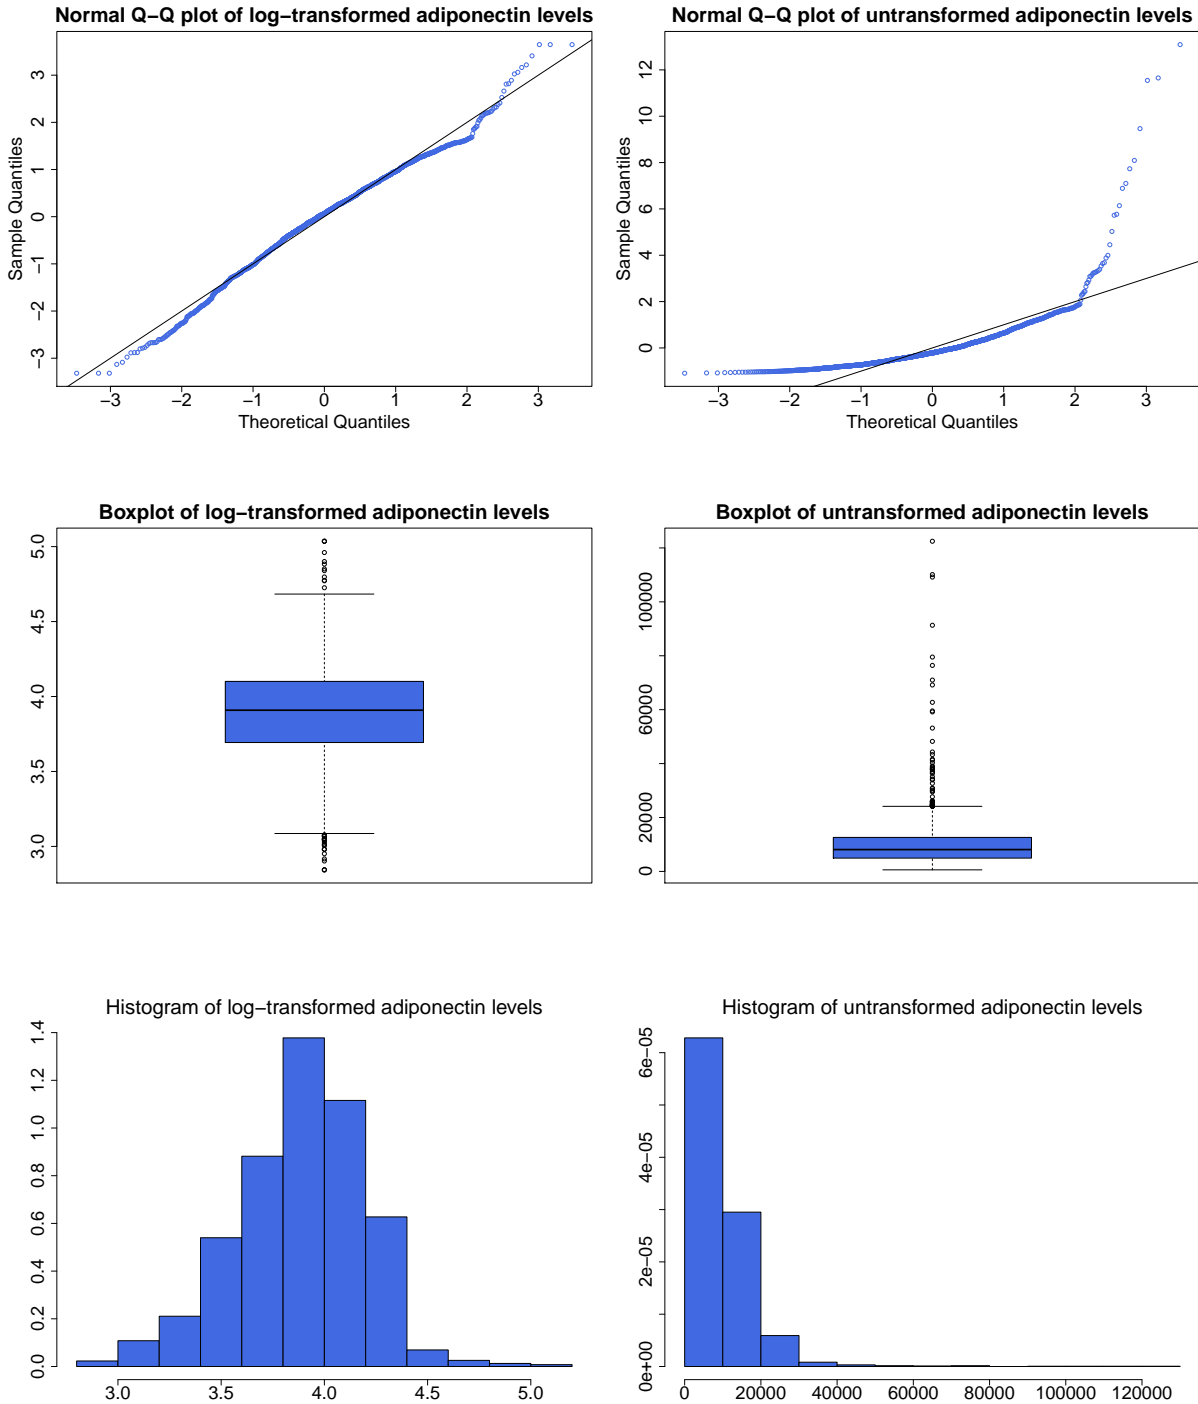 Normal Q−Q plot of log−transformed adiponectin levels
Sample Quantiles
3
2
1
0
−1
−2
−3
−3 −2 −1 0 1 2 3
Theoretical Quantiles
Normal Q−Q plot of untransformed adiponectin levels
Sample Quantiles
12
10
8
6
4
2
0
−3 −2 −1 0 1 2 3
Theoretical Quantiles
Boxplot of log−transformed adiponectin levels
5.0
4.5
4.0
3.5
3.0
Boxplot of untransformed adiponectin levels
100000
60000
20000
0
Histogram of log−transformed adiponectin levels
1.4
1.2
1.0
0.8
0.6
0.4
0.2
0.0
3.0 3.5 4.0 4.5 5.0
Histogram of untransformed adiponectin levels
6e−05
4e−05
2e−05
0e+00
0 20000 40000 60000 80000 100000 120000